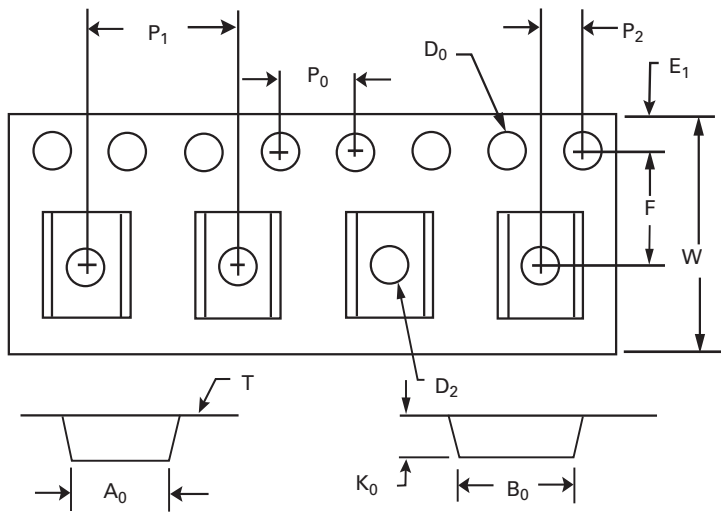 P₁
P₀
D₀
P₂
E₁
F
W
D₂
T
A₀
K₀
B₀